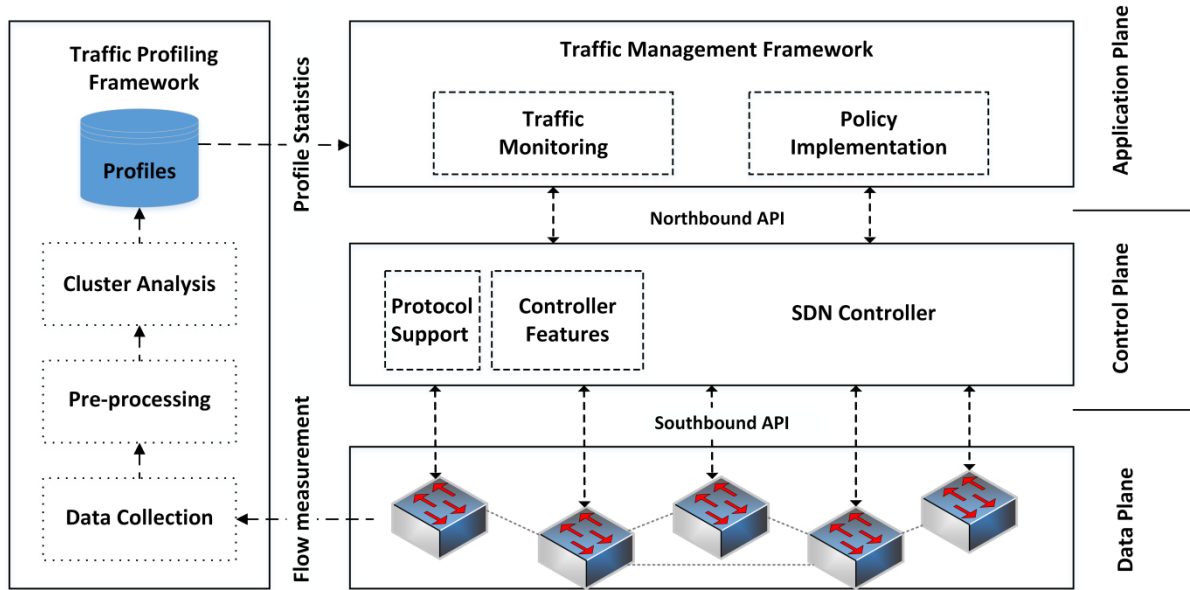 Traffic Profiling
Framework
Profiles
Cluster Analysis
Pre-processing
Data Collection
Profile Statistics
Flow measurement
Traffic Management Framework
Traffic
Monitoring
Policy
Implementation
Northbound API
Protocol
Support
Controller
Features
SDN Controller
Southbound API
Application Plane
Control Plane
Data Plane